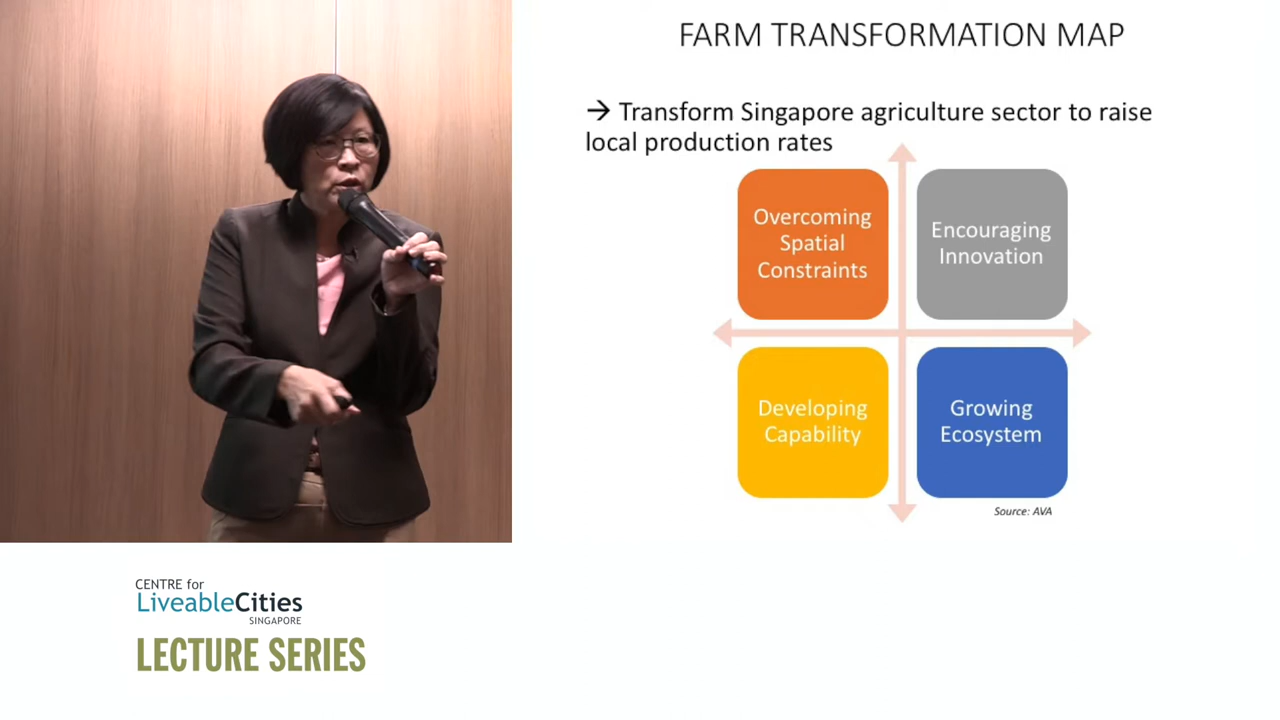 FARM TRANSFORMATION MAP
→ Transform Singapore agriculture sector to raise
local production rates
Overcoming
Spatial
Constraints
Encouraging
Innovation
Developing
Capability
Growing
Ecosystem
Source: AVA
CENTRE for
LiveableCities
SINGAPORE
LECTURE SERIES